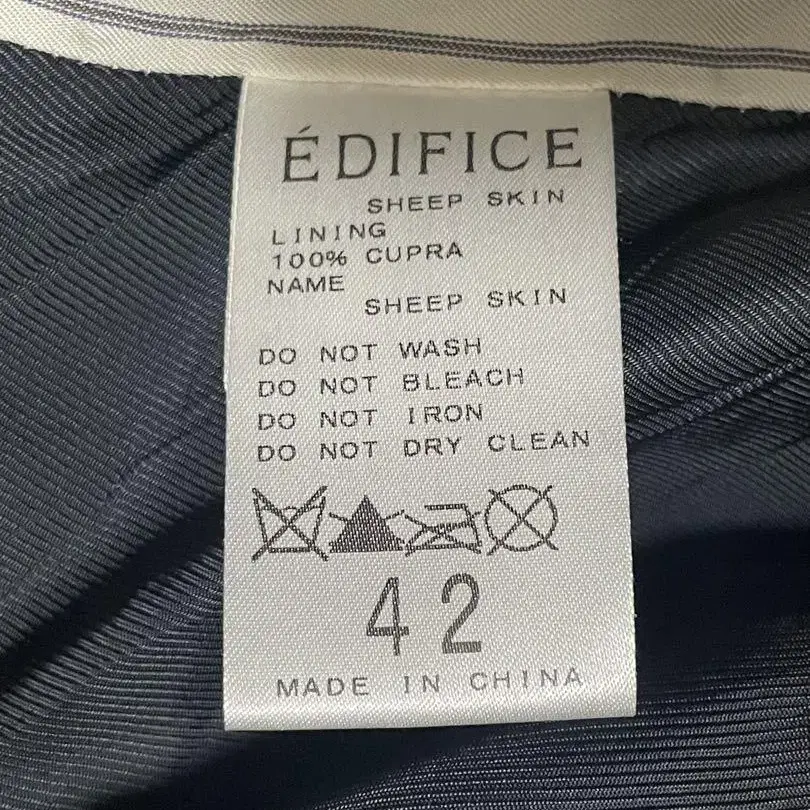 ÉDIFICE
SHEEP SKIN
LINING
100% CUPRA
NAME
SHEEP SKIN
DO NOT WASH
DO NOT BLEACH
DO NOT IRON
DO NOT DRY CLEAN
42
MADE IN CHINA